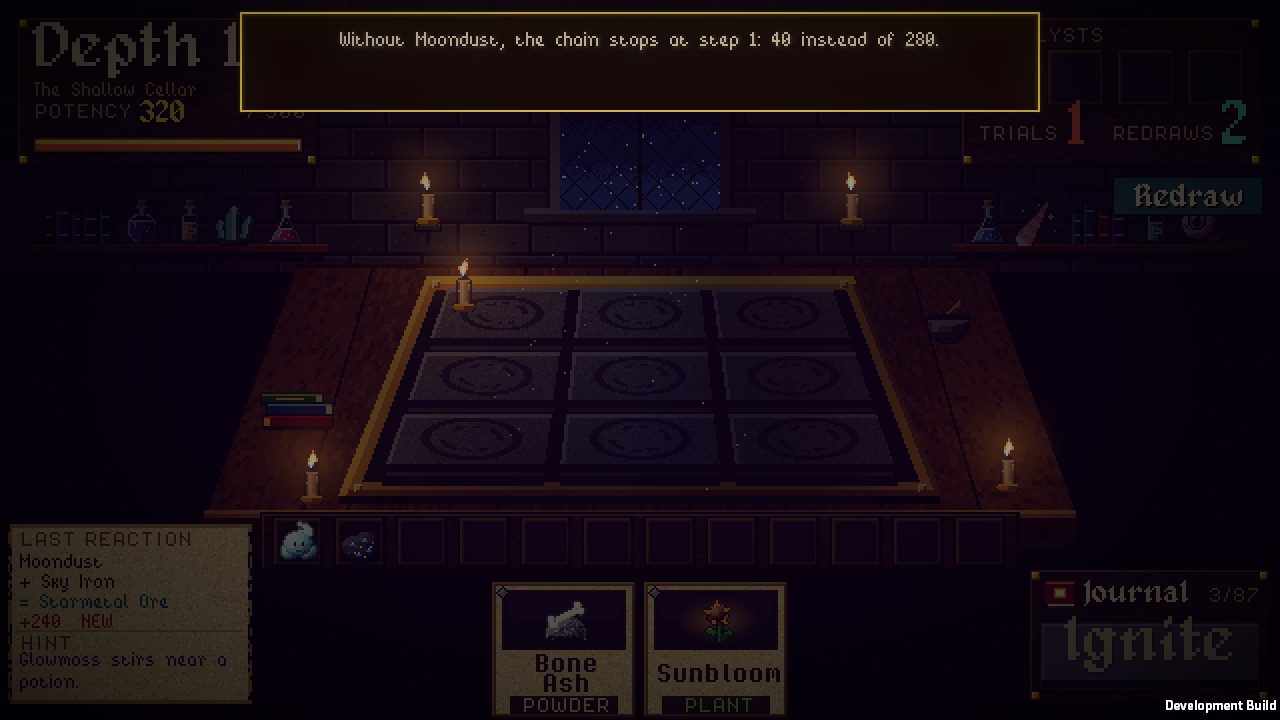 Without Moondust, the chain stops at step 1: 40 instead of 280.
Depth 1
The Shallow Cellar
POTENCY 320
TRIALS 1 REDRAWS 2
Redraw
LAST REACTION
Moondust
+ Sky Iron
= Starmetal Ore
+240 NEW
HINT
Glowmoss stirs near a
potion.
Bone
Ash
POWDER
Sunbloom
PLANT
Journal 3/87
Ignite
Development Build